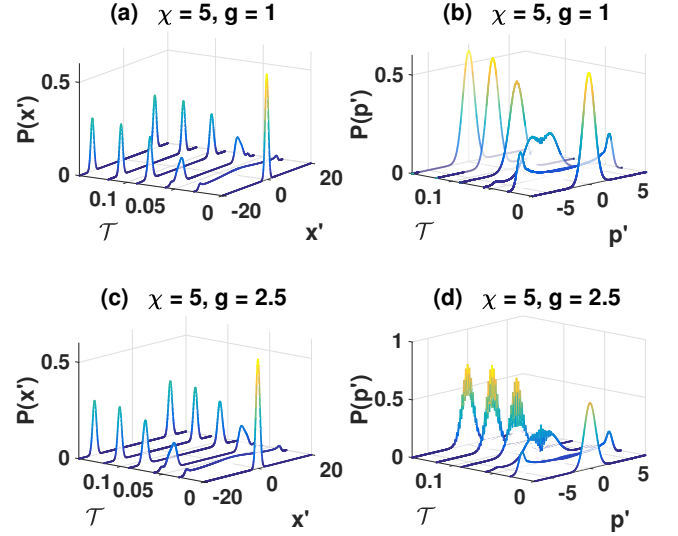 (a) χ = 5, g = 1
P(x')
0.5
0
0.1
0.05
0
𝒯
-20
0
20
x'
(b) χ = 5, g = 1
P(p')
0.5
0
0.1
0
𝒯
-5
0
5
p'
(c) χ = 5, g = 2.5
P(x')
0.5
0
0.1
0.05
0
𝒯
-20
0
20
x'
(d) χ = 5, g = 2.5
P(p')
1
0.5
0
0.1
0
𝒯
-5
0
5
p'